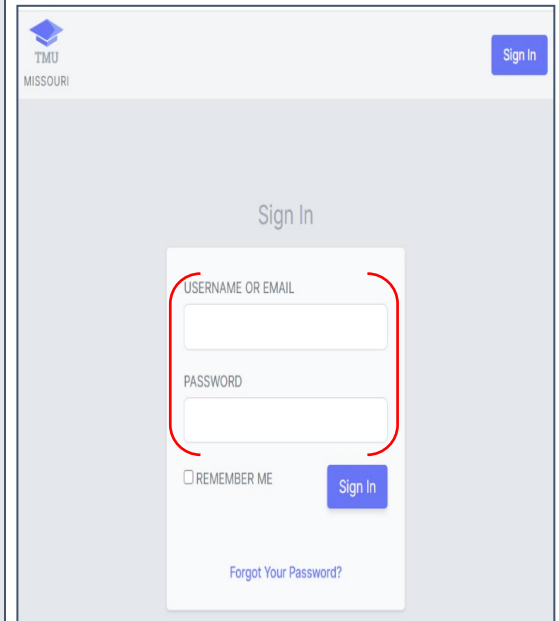 TMU
MISSOURI
Sign In
Sign In
USERNAME OR EMAIL
PASSWORD
REMEMBER ME
Sign In
Forgot Your Password?